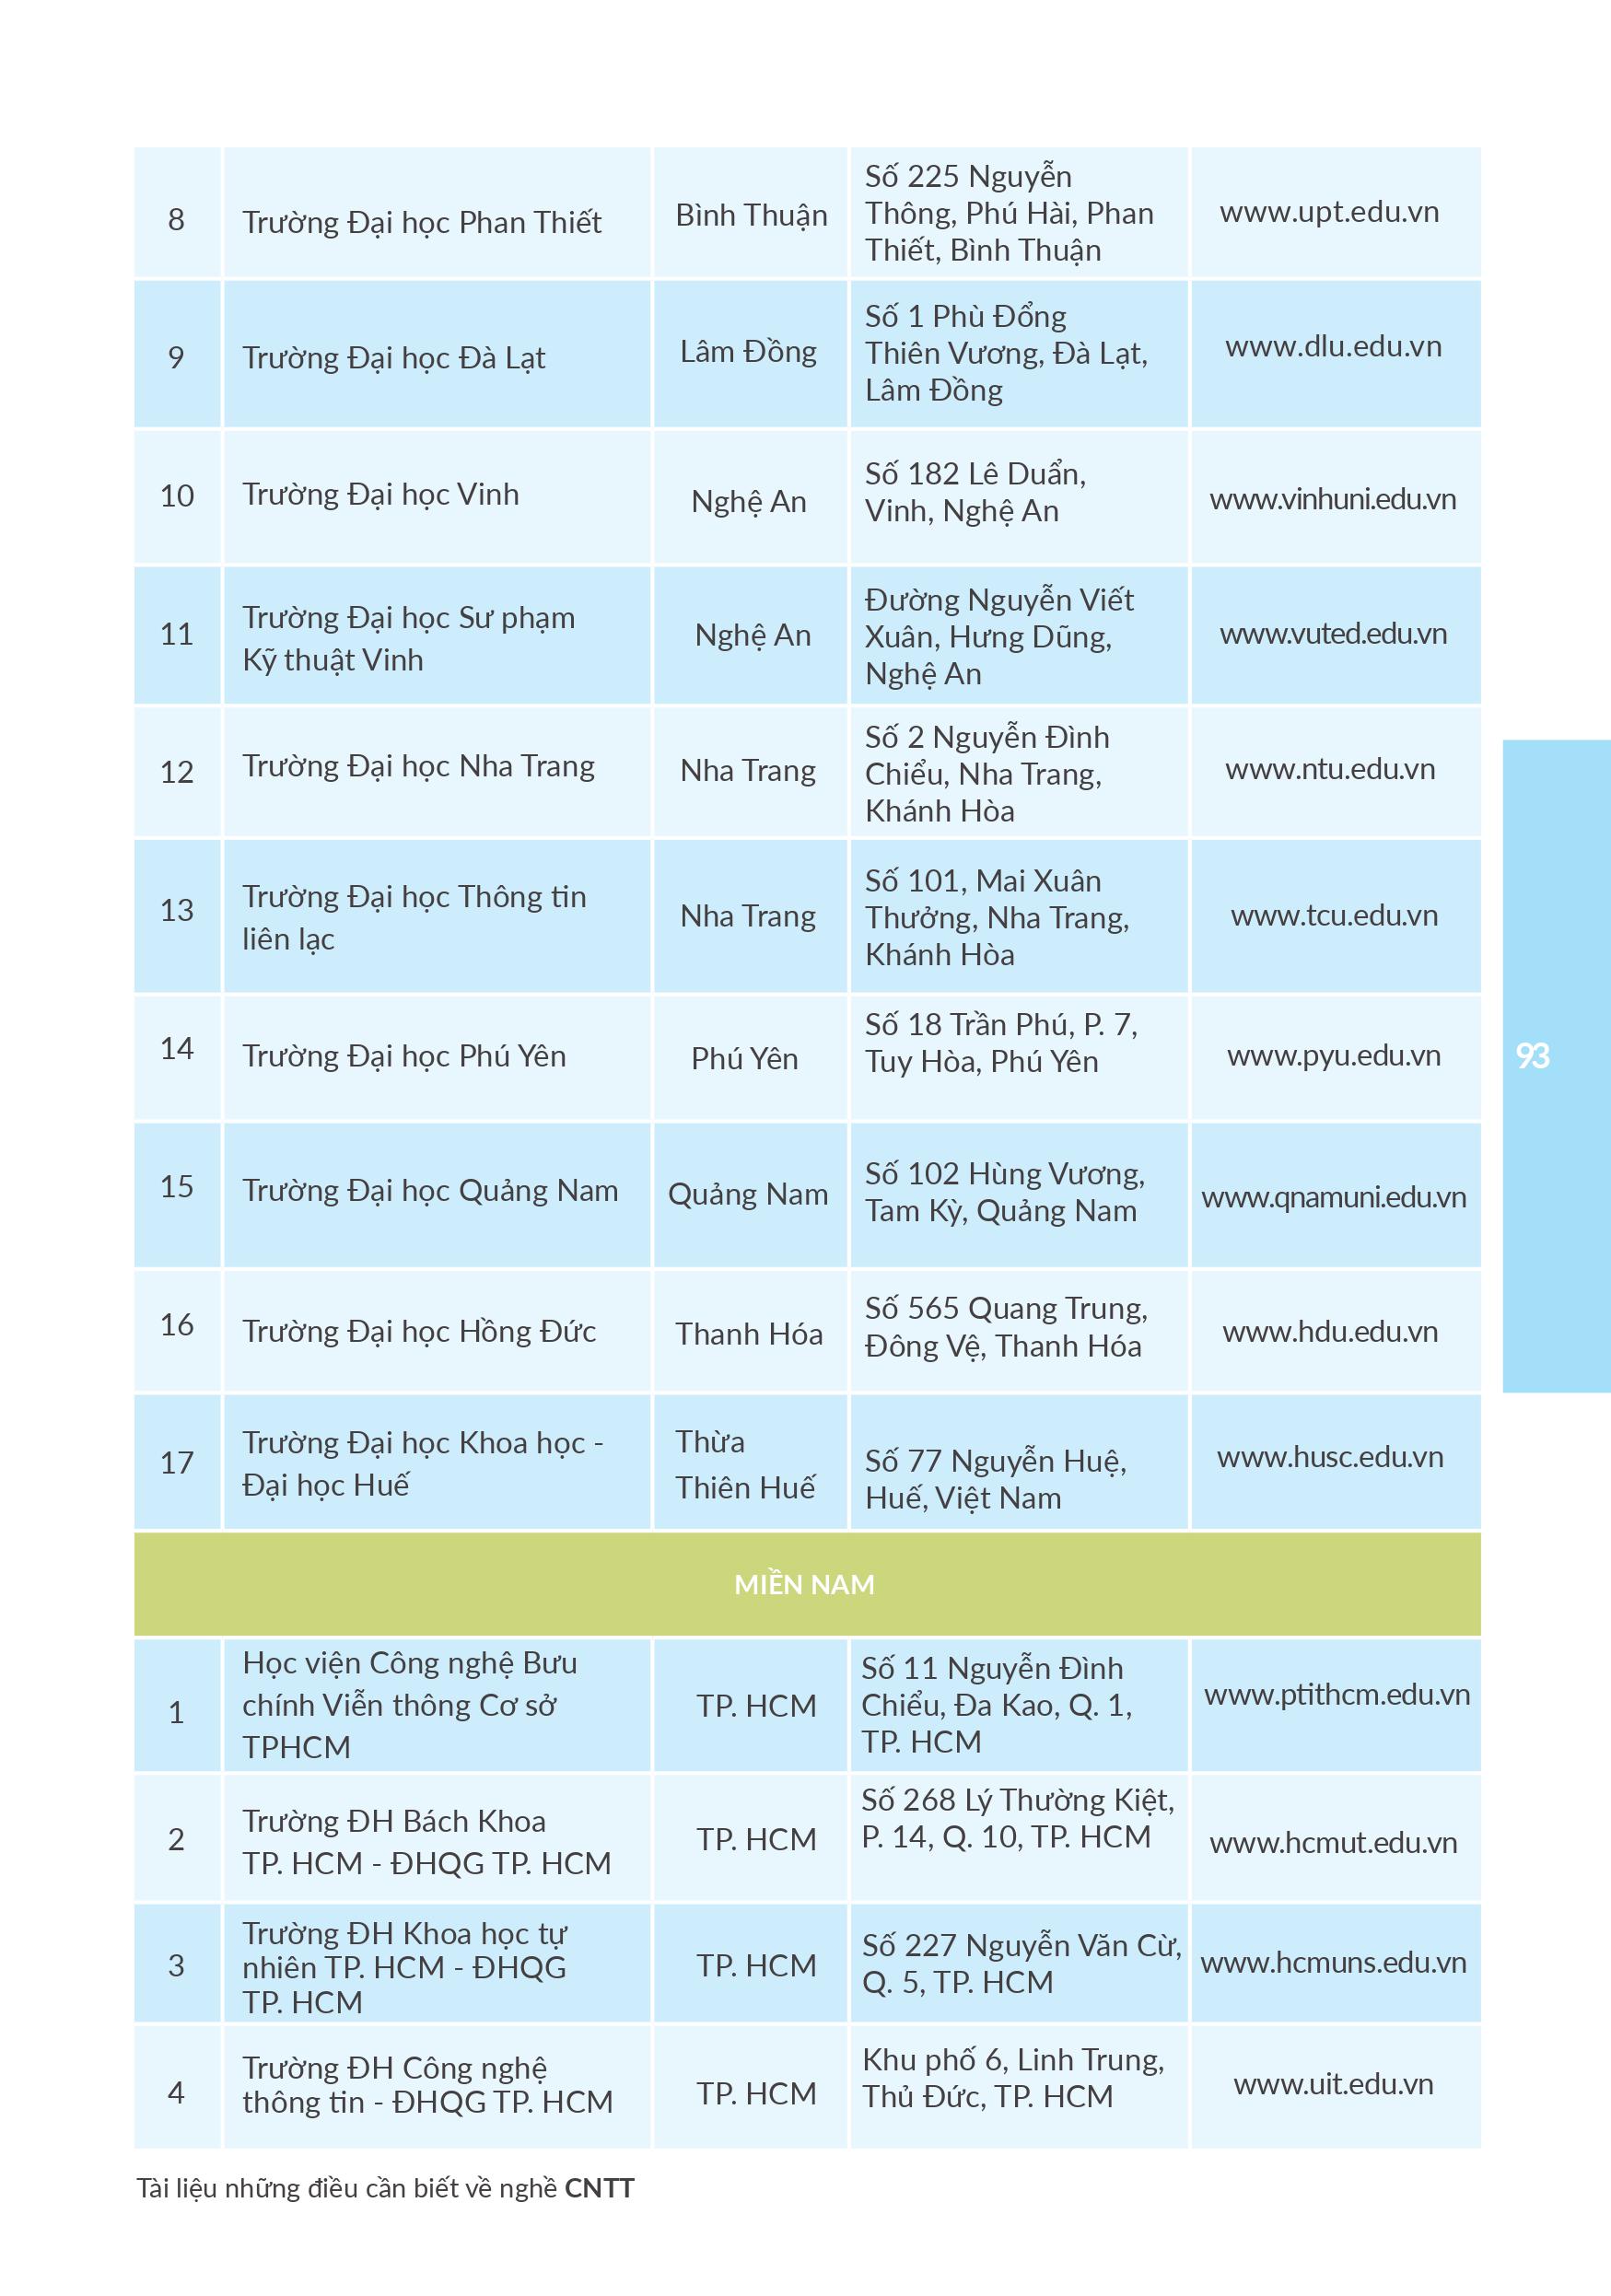 8
Trường Đại học Phan Thiết
Bình Thuận
Số 225 Nguyễn
Thông, Phú Hài, Phan
Thiết, Bình Thuận
www.upt.edu.vn
9
Trường Đại học Đà Lạt
Lâm Đồng
Số 1 Phù Đổng
Thiên Vương, Đà Lạt,
Lâm Đồng
www.dlu.edu.vn
10
Trường Đại học Vinh
Nghệ An
Số 182 Lê Duẩn,
Vinh, Nghệ An
www.vinhuni.edu.vn
11
Trường Đại học Sư phạm
Kỹ thuật Vinh
Nghệ An
Đường Nguyễn Viết
Xuân, Hưng Dũng,
Nghệ An
www.vuted.edu.vn
12
Trường Đại học Nha Trang
Nha Trang
Số 2 Nguyễn Đình
Chiểu, Nha Trang,
Khánh Hòa
www.ntu.edu.vn
13
Trường Đại học Thông tin
liên lạc
Nha Trang
Số 101, Mai Xuân
Thưởng, Nha Trang,
Khánh Hòa
www.tcu.edu.vn
14
Trường Đại học Phú Yên
Phú Yên
Số 18 Trần Phú, P. 7,
Tuy Hòa, Phú Yên
www.pyu.edu.vn
93
15
Trường Đại học Quảng Nam
Quảng Nam
Số 102 Hùng Vương,
Tam Kỳ, Quảng Nam
www.qnamuni.edu.vn
16
Trường Đại học Hồng Đức
Thanh Hóa
Số 565 Quang Trung,
Đông Vệ, Thanh Hóa
www.hdu.edu.vn
17
Trường Đại học Khoa học -
Đại học Huế
Thừa
Thiên Huế
Số 77 Nguyễn Huệ,
Huế, Việt Nam
www.husc.edu.vn
MIỀN NAM
1
Học viện Công nghệ Bưu
chính Viễn thông Cơ sở
TPHCM
TP. HCM
Số 11 Nguyễn Đình
Chiểu, Đa Kao, Q. 1,
TP. HCM
www.ptithcm.edu.vn
2
Trường ĐH Bách Khoa
TP. HCM - ĐHQG TP. HCM
TP. HCM
Số 268 Lý Thường Kiệt,
P. 14, Q. 10, TP. HCM
www.hcmut.edu.vn
3
Trường ĐH Khoa học tự
nhiên TP. HCM - ĐHQG
TP. HCM
TP. HCM
Số 227 Nguyễn Văn Cừ,
Q. 5, TP. HCM
www.hcmuns.edu.vn
4
Trường ĐH Công nghệ
thông tin - ĐHQG TP. HCM
TP. HCM
Khu phố 6, Linh Trung,
Thủ Đức, TP. HCM
www.uit.edu.vn
Tài liệu những điều cần biết về nghề CNTT